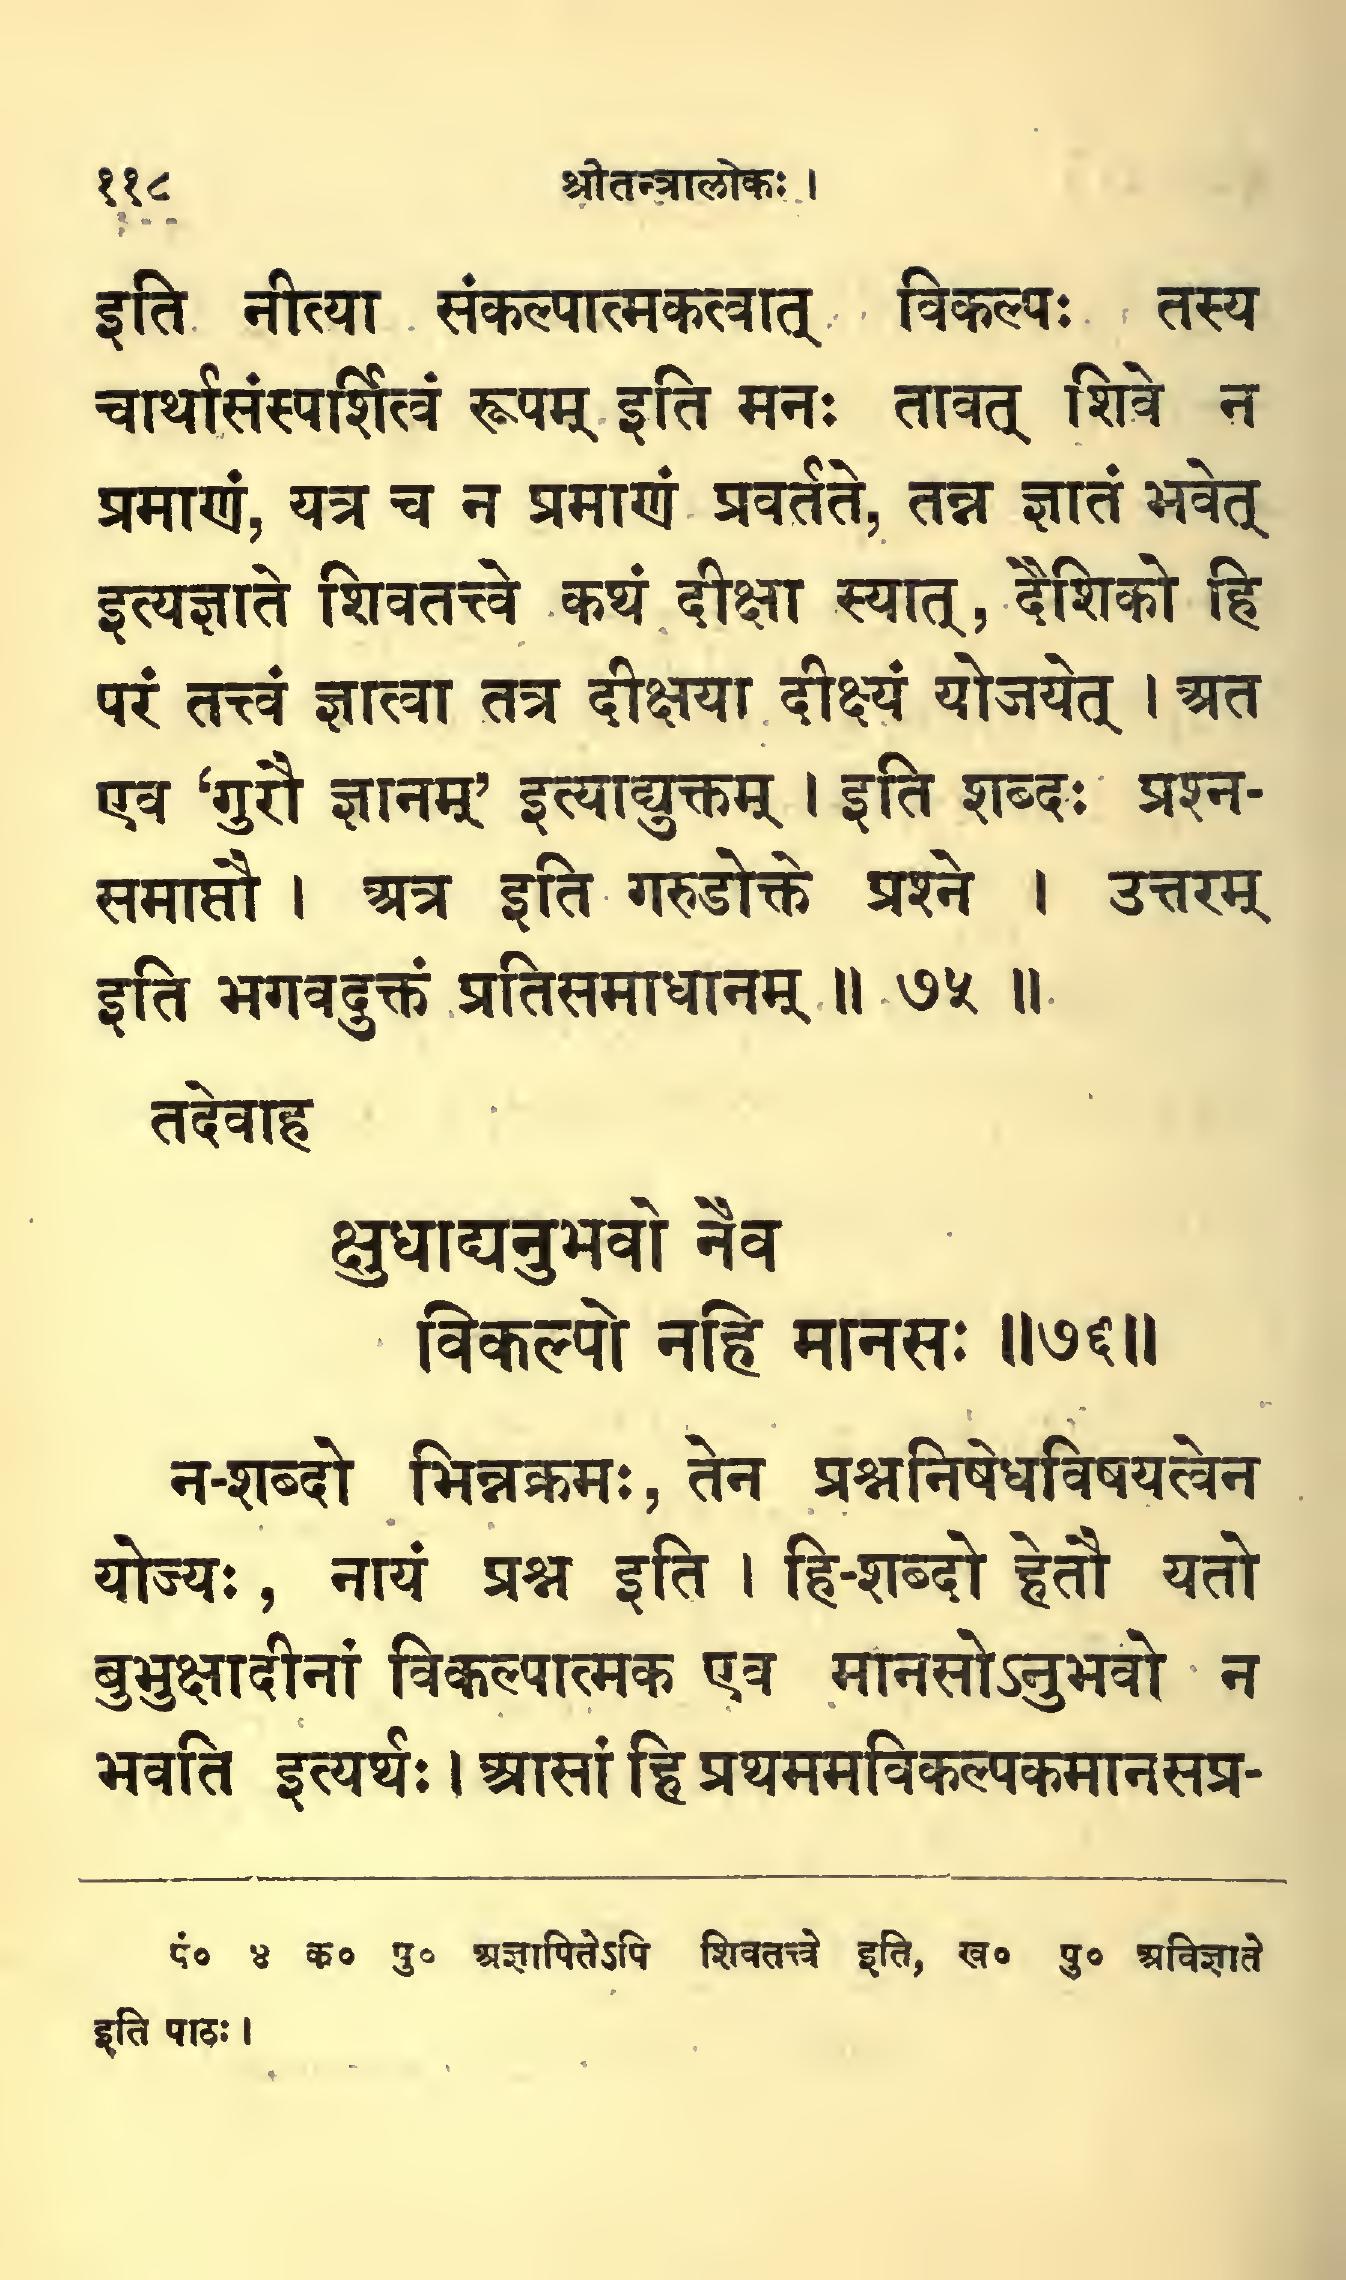 ११८ श्रीतन्त्रालोकः ।
इति नीत्या संकल्पात्मकत्वात् विकल्पः तस्य
चार्थासंस्पर्शित्वं रूपम् इति मनः तावत् शिवे न
प्रमाणं, यत्र च न प्रमाणं प्रवर्तते, तन्न ज्ञातं भवेत्
इत्यज्ञाते शिवतत्त्वे कथं दीक्षा स्यात्, दैशिको हि
परं तत्त्वं ज्ञात्वा तत्र दीक्षया दीक्ष्यं योजयेत् । अत
एव ‘गुरौ ज्ञानम्’ इत्याद्युक्तम् । इति शब्दः प्रश्न-
समाप्तौ । अत्र इति गरुडोक्ते प्रश्ने । उत्तरम्
इति भगवदुक्तं प्रतिसमाधानम् ॥ ७५ ॥
तदेवाह
क्षुधाद्यनुभवो नैव
विकल्पो नहि मानसः ॥७६॥
न-शब्दो भिन्नक्रमः, तेन प्रश्ननिषेधविषयत्वेन
योज्यः, नायं प्रश्न इति । हि-शब्दो हेतौ यतो
बुभुक्षादीनां विकल्पात्मक एव मानसोऽनुभवो न
भवति इत्यर्थः । आसां हि प्रथममविकल्पकमानसप्र-
पं० ४ क० पु० अज्ञापितेऽपि शिवतत्त्वे इति, ख० पु० अविज्ञाते
इति पाठः ।